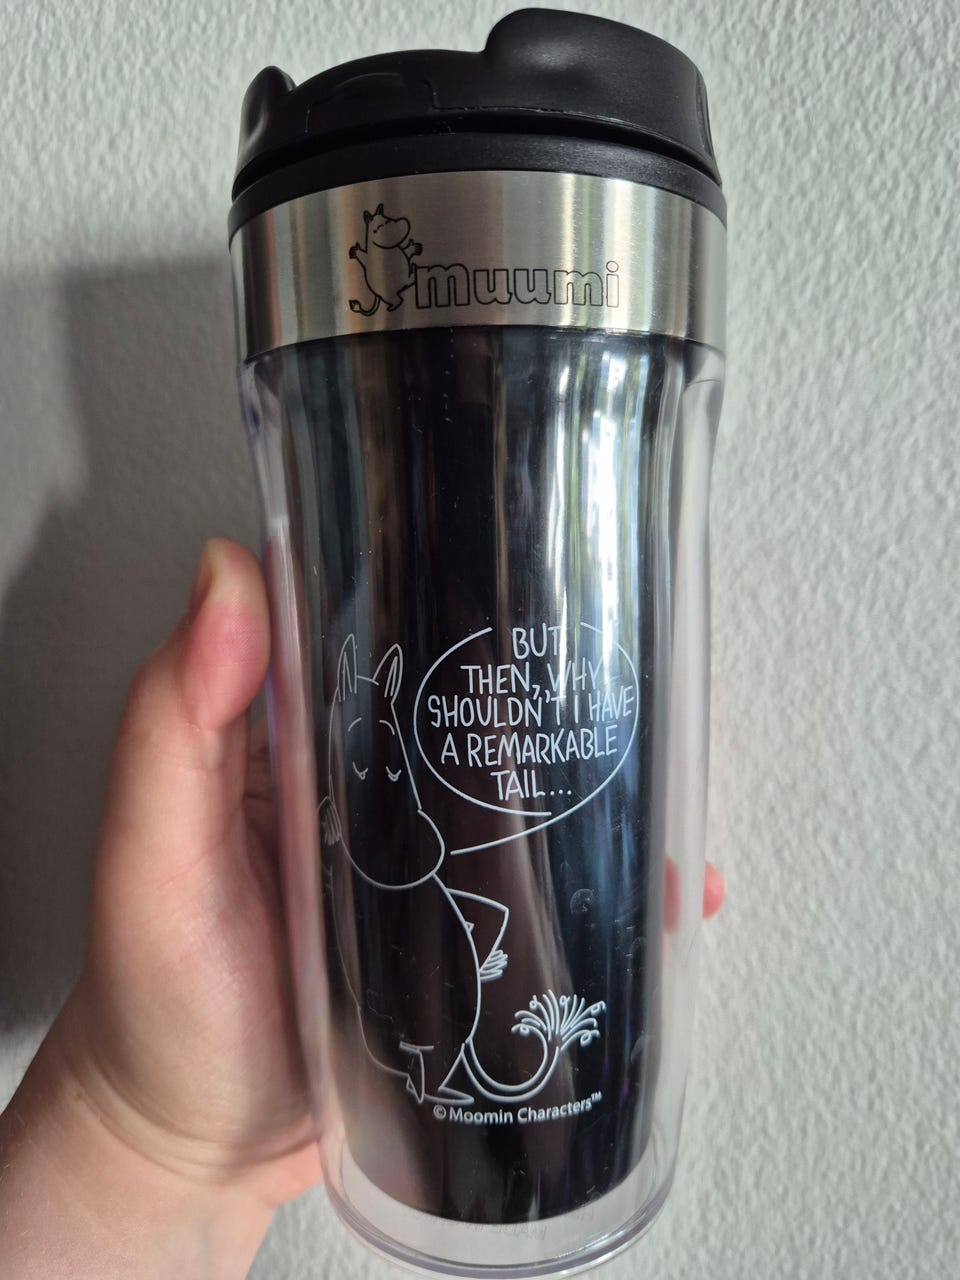 muumi
BUT
THEN, WHY
SHOULDN'T I HAVE
A REMARKABLE
TAIL...
© Moomin Characters™